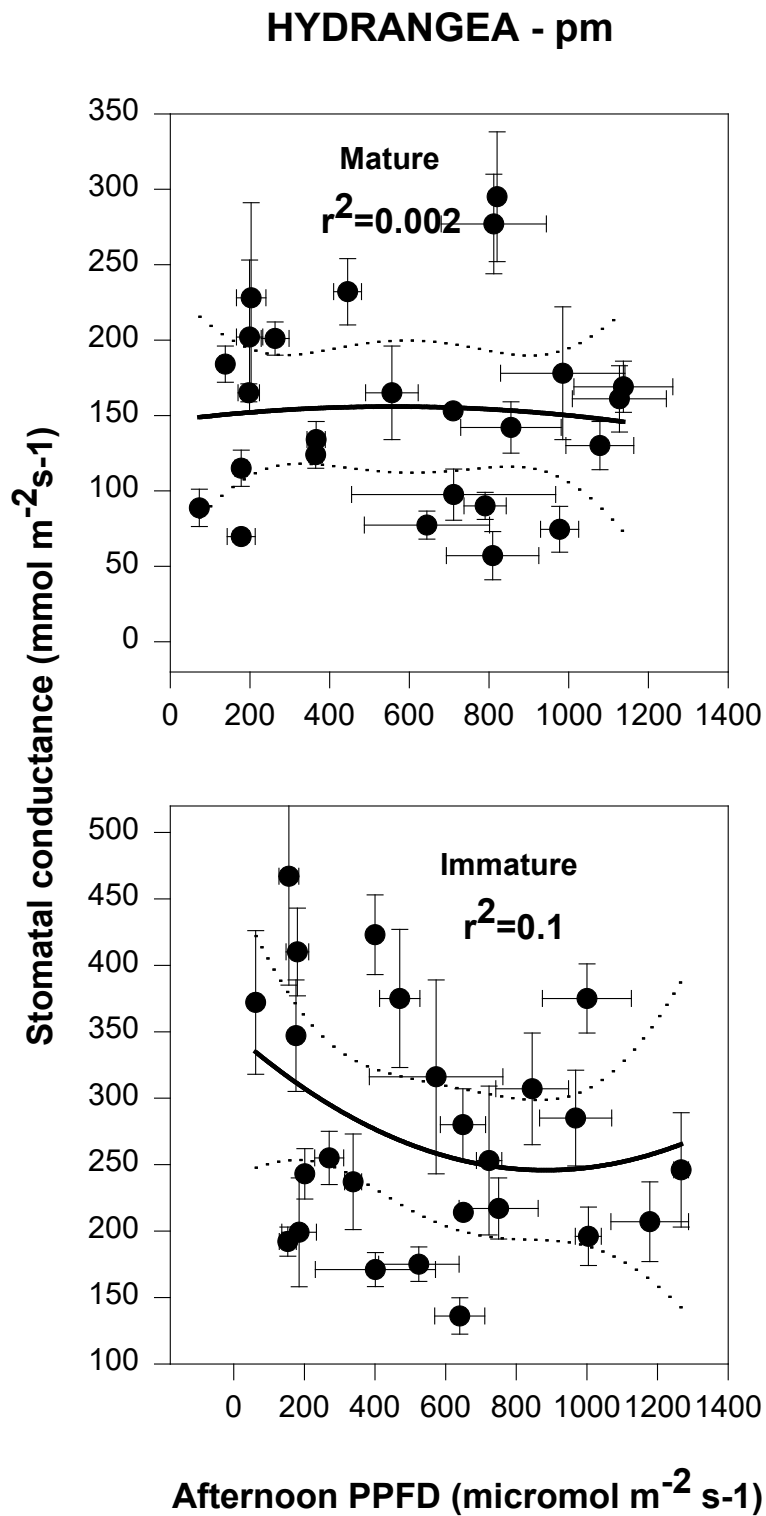 HYDRANGEA - pm
350
300
250
200
150
100
50
0
Mature
r²=0.002
0 200 400 600 800 1000 1200 1400
Stomatal conductance (mmol m⁻²s-1)
500
450
400
350
300
250
200
150
100
Immature
r²=0.1
0 200 400 600 800 1000 1200 1400
Afternoon PPFD (micromol m⁻² s-1)